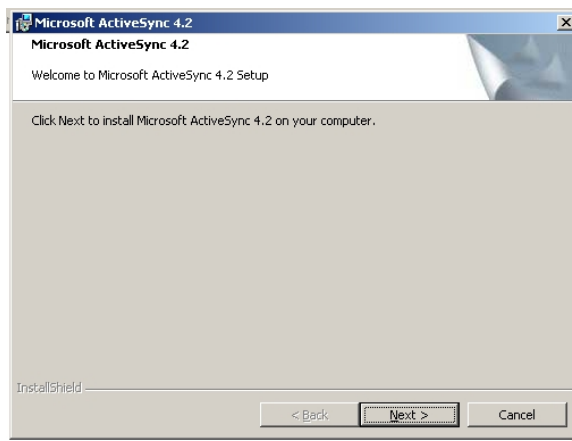 Microsoft ActiveSync 4.2
Microsoft ActiveSync 4.2
Welcome to Microsoft ActiveSync 4.2 Setup
Click Next to install Microsoft ActiveSync 4.2 on your computer.
InstallShield
< Back Next > Cancel